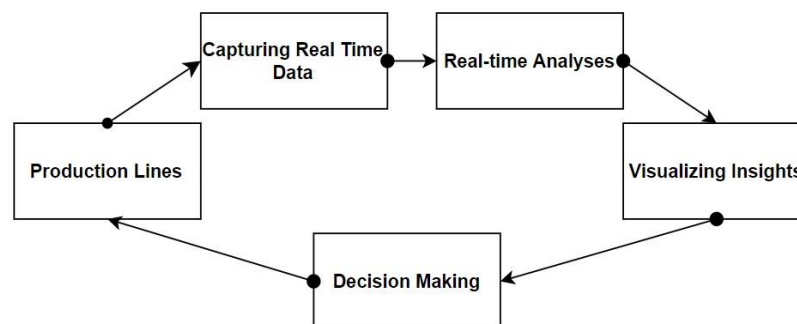 Capturing Real Time
Data
Real-time Analyses
Production Lines
Visualizing Insights
Decision Making